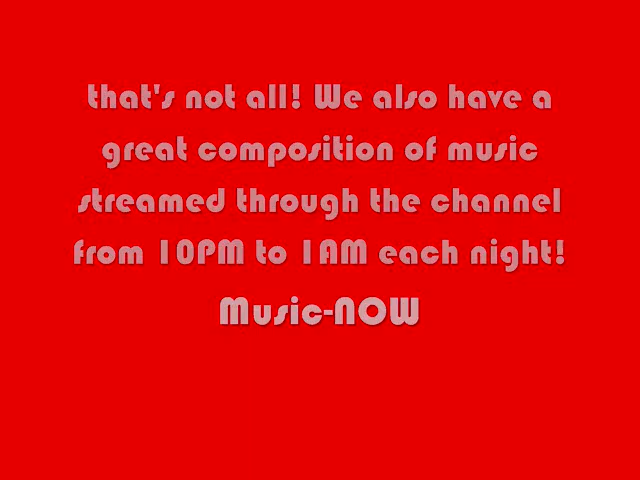 that's not all! We also have a
great composition of music
streamed through the channel
from 10PM to 1AM each night!
Music-NOW